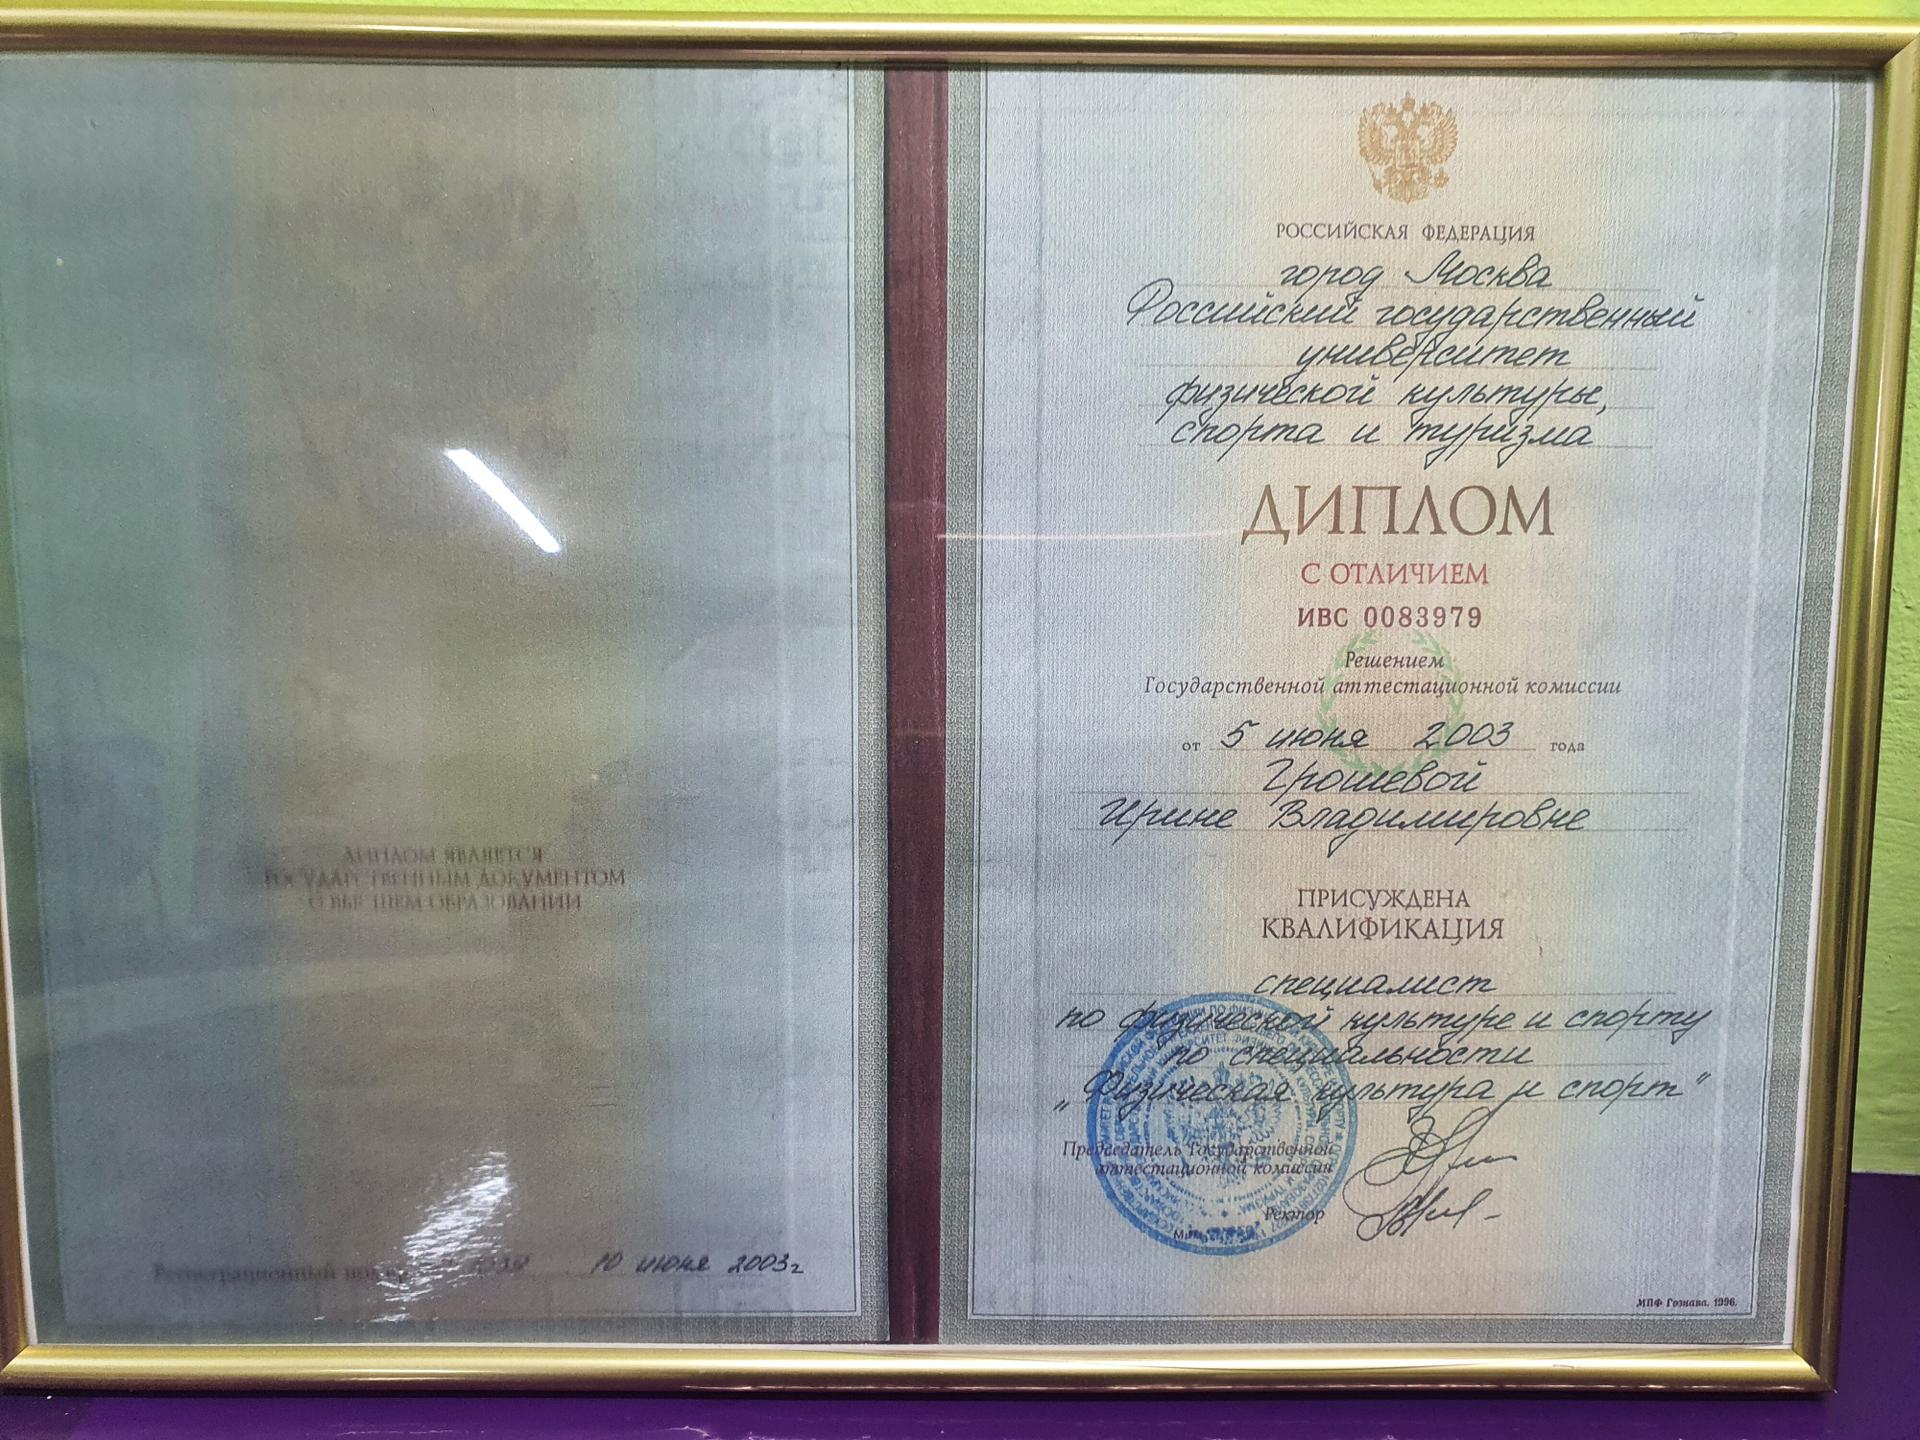 ДИПЛОМ ЯВЛЯЕТСЯ
ГОСУДАРСТВЕННЫМ ДОКУМЕНТОМ
О ВЫСШЕМ ОБРАЗОВАНИИ
Регистрационный номер
10 июня 2003г
РОССИЙСКАЯ ФЕДЕРАЦИЯ
город Москва
Российский государственный
университет
физической культуры,
спорта и туризма
ДИПЛОМ
С ОТЛИЧИЕМ
ИВС 0083979
Решением
Государственной аттестационной комиссии
от 5 июня 2003 года
Грошевой
Ирине Владимировне
ПРИСУЖДЕНА
КВАЛИФИКАЦИЯ
специалист
по физической культуре и спорту
по специальности
„Физическая культура и спорт"
Председатель Государственной
аттестационной комиссии
Ректор
МПФ Гознака. 1996.